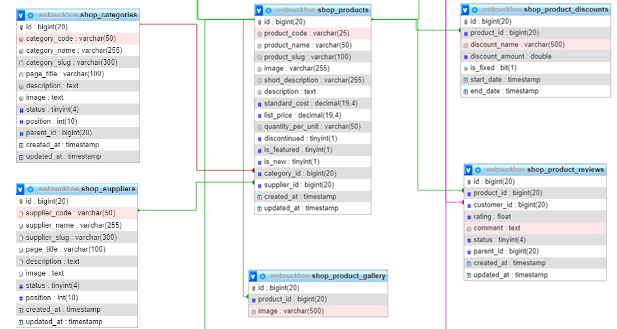 websuckhoe.shop_categories
id : bigint(20)
category_code : varchar(50)
category_name : varchar(255)
category_slug : varchar(300)
page_title : varchar(100)
description : text
image : text
status : tinyint(4)
position : int(10)
parent_id : bigint(20)
created_at : timestamp
updated_at : timestamp
websuckhoe.shop_suppliers
id : bigint(20)
supplier_code : varchar(50)
supplier_name : varchar(255)
supplier_slug : varchar(300)
page_title : varchar(100)
description : text
image : text
status : tinyint(4)
position : int(10)
created_at : timestamp
updated_at : timestamp
websuckhoe.shop_products
id : bigint(20)
product_code : varchar(25)
product_name : varchar(50)
product_slug : varchar(100)
image : varchar(255)
short_description : varchar(255)
description : text
standard_cost : decimal(19,4)
list_price : decimal(19,4)
quantity_per_unit : varchar(50)
discontinued : tinyint(1)
is_featured : tinyint(1)
is_new : tinyint(1)
category_id : bigint(20)
supplier_id : bigint(20)
created_at : timestamp
updated_at : timestamp
websuckhoe.shop_product_gallery
id : bigint(20)
product_id : bigint(20)
image : varchar(500)
websuckhoe.shop_product_discounts
id : bigint(20)
product_id : bigint(20)
discount_name : varchar(500)
discount_amount : double
is_fixed : bit(1)
start_date : timestamp
end_date : timestamp
websuckhoe.shop_product_reviews
id : bigint(20)
product_id : bigint(20)
customer_id : bigint(20)
rating : float
comment : text
status : tinyint(4)
parent_id : bigint(20)
created_at : timestamp
updated_at : timestamp